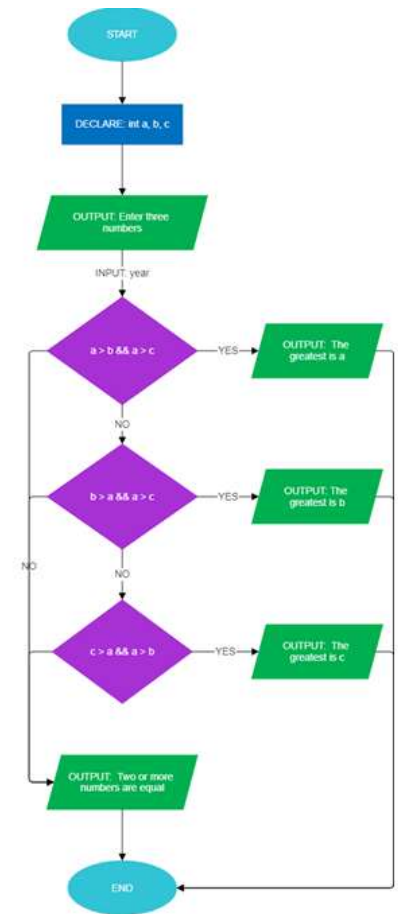 START
DECLARE: int a, b, c
OUTPUT: Enter three
numbers
INPUT: year
a > b && a > c
YES
OUTPUT: The
greatest is a
NO
b > a && a > c
YES
OUTPUT: The
greatest is b
NO
NO
c > a && a > b
YES
OUTPUT: The
greatest is c
OUTPUT: Two or more
numbers are equal
END